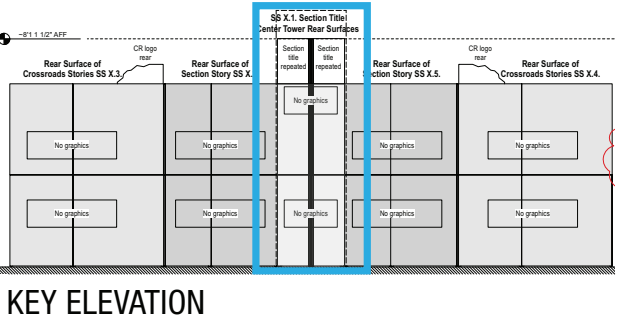 SS X.1. Section Title
Center Tower Rear Surfaces
~8'1 1 1/2" AFF
CR logo
rear
Section
title
repeated
Section
title
repeated
CR logo
rear
Rear Surface of
Crossroads Stories SS X.3.
Rear Surface of
Section Story SS X.
Rear Surface of
Section Story SS X.5.
Rear Surface of
Crossroads Stories SS X.4.
No graphics
No graphics
No graphics
No graphics
No graphics
No graphics
No graphics
No graphics
No graphics
No graphics
KEY ELEVATION